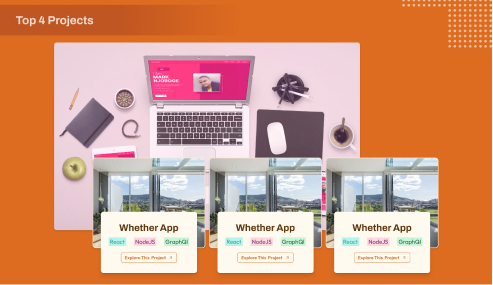 Top 4 Projects
MARK
NJOROGE
Whether App
React NodeJS GraphQl
Explore This Project
Whether App
React NodeJS GraphQl
Explore This Project
Whether App
React NodeJS GraphQl
Explore This Project